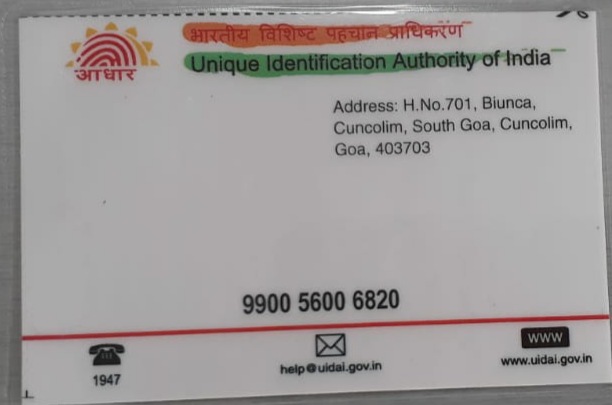 भारतीय विशिष्ट पहचान प्राधिकरण
Unique Identification Authority of India
आधार
Address: H.No.701, Biunca,
Cuncolim, South Goa, Cuncolim,
Goa, 403703
9900 5600 6820
1947
help@uidai.gov.in
WWW
www.uidai.gov.in